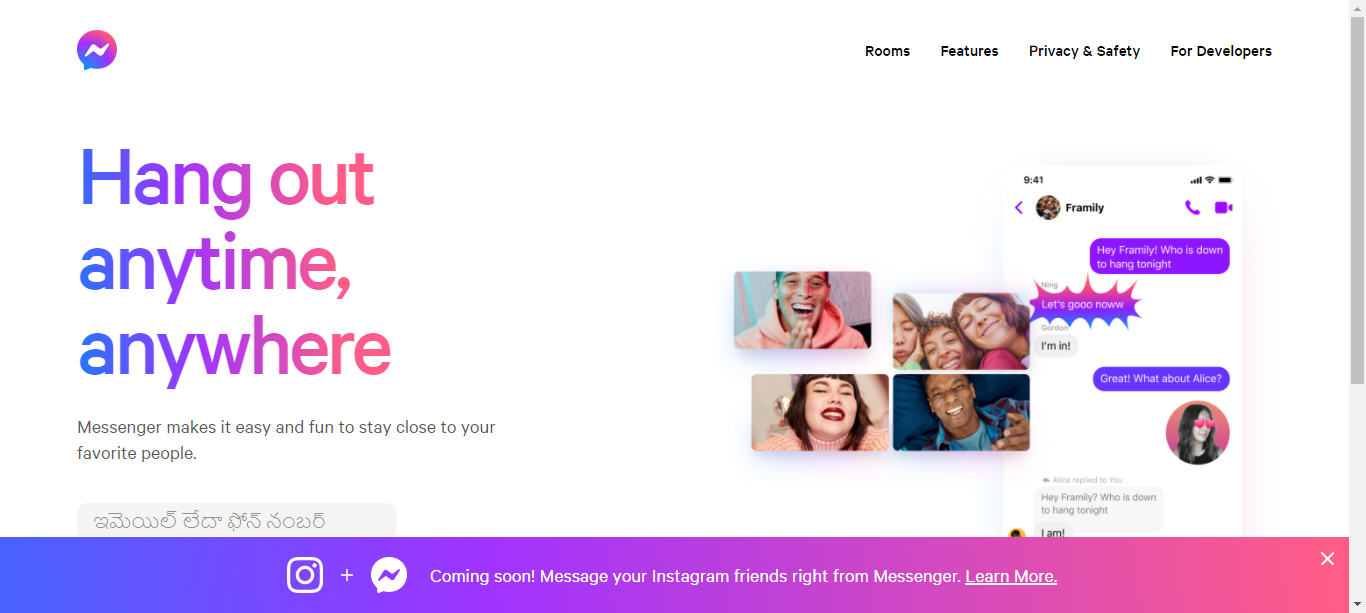 Rooms Features Privacy & Safety For Developers
Hang out
anytime,
anywhere
Messenger makes it easy and fun to stay close to your
favorite people.
ఇమెయిల్ లేదా ఫోన్ నంబర్
9:41
Framily
Hey Framily! Who is down
to hang tonight
Ning
Let's gooo noww
Gordon
I'm in!
Great! What about Alice?
Alice replied to You
Hey Framily? Who is down
to hang tonight
I am!
+ Coming soon! Message your Instagram friends right from Messenger. Learn More.